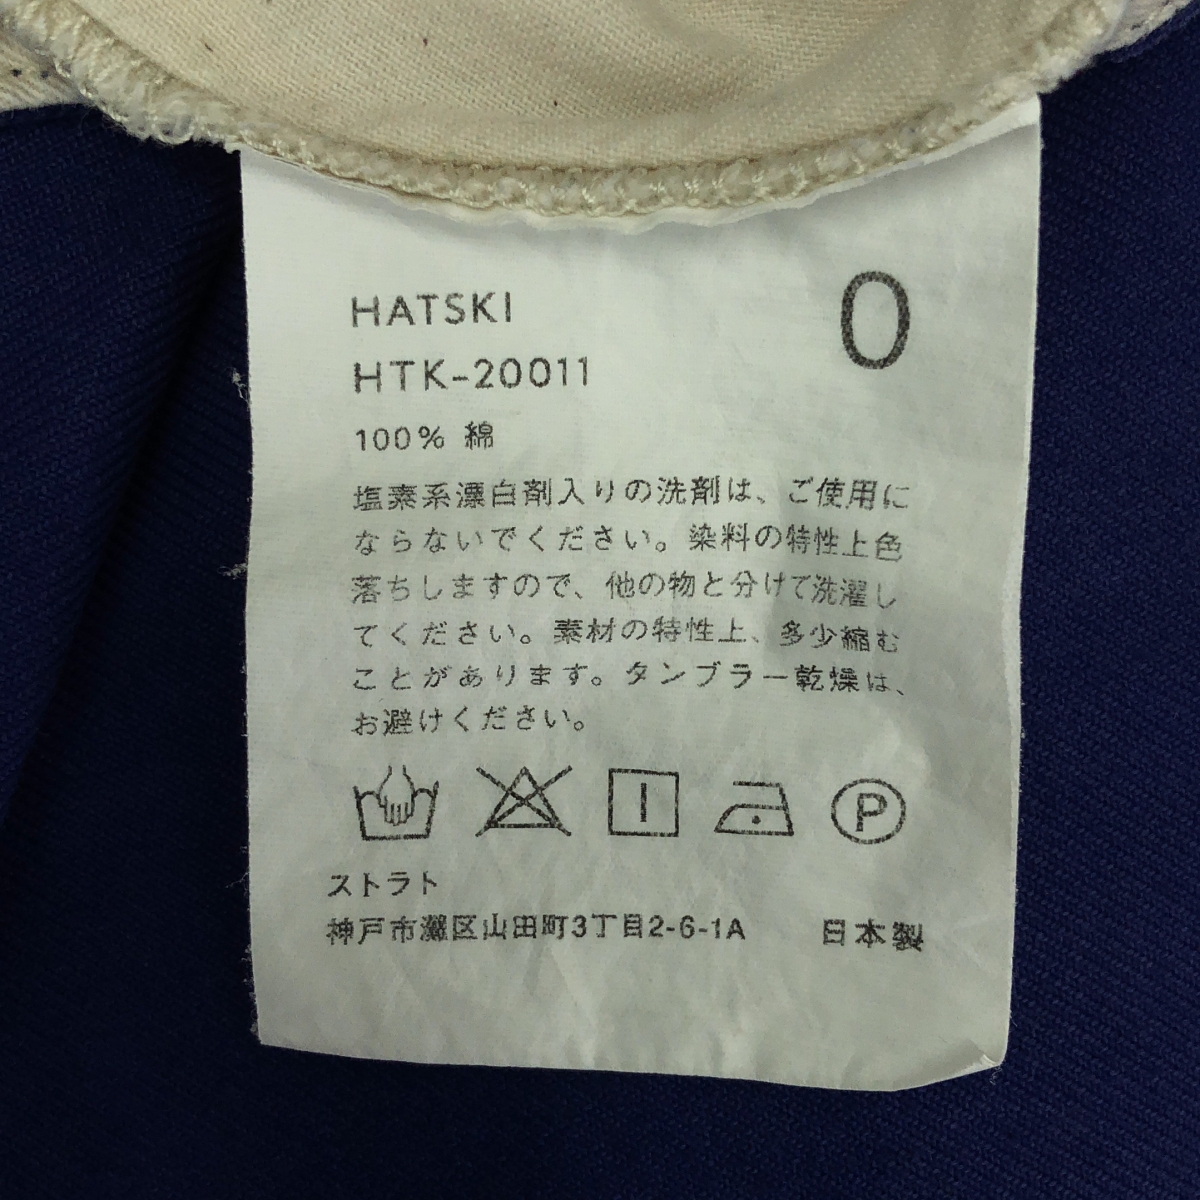 HATSKI
0
HTK-20011
100% 綿
塩素系漂白剤入りの洗剤は、ご使用に
ならないでください。染料の特性上色
落ちしますので、他の物と分けて洗濯し
てください。素材の特性上、多少縮む
ことがあります。タンブラー乾燥は、
お避けください。
P
ストラト
神戸市灘区山田町3丁目2-6-1A 日本製